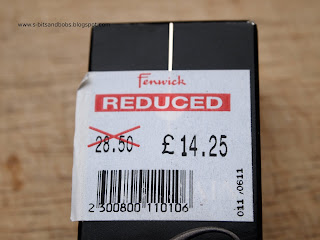 www.s-bitsandbobs.blogspot.com
Fenwick
REDUCED
28.50 £14.25
2 300800 110106
011 /0611